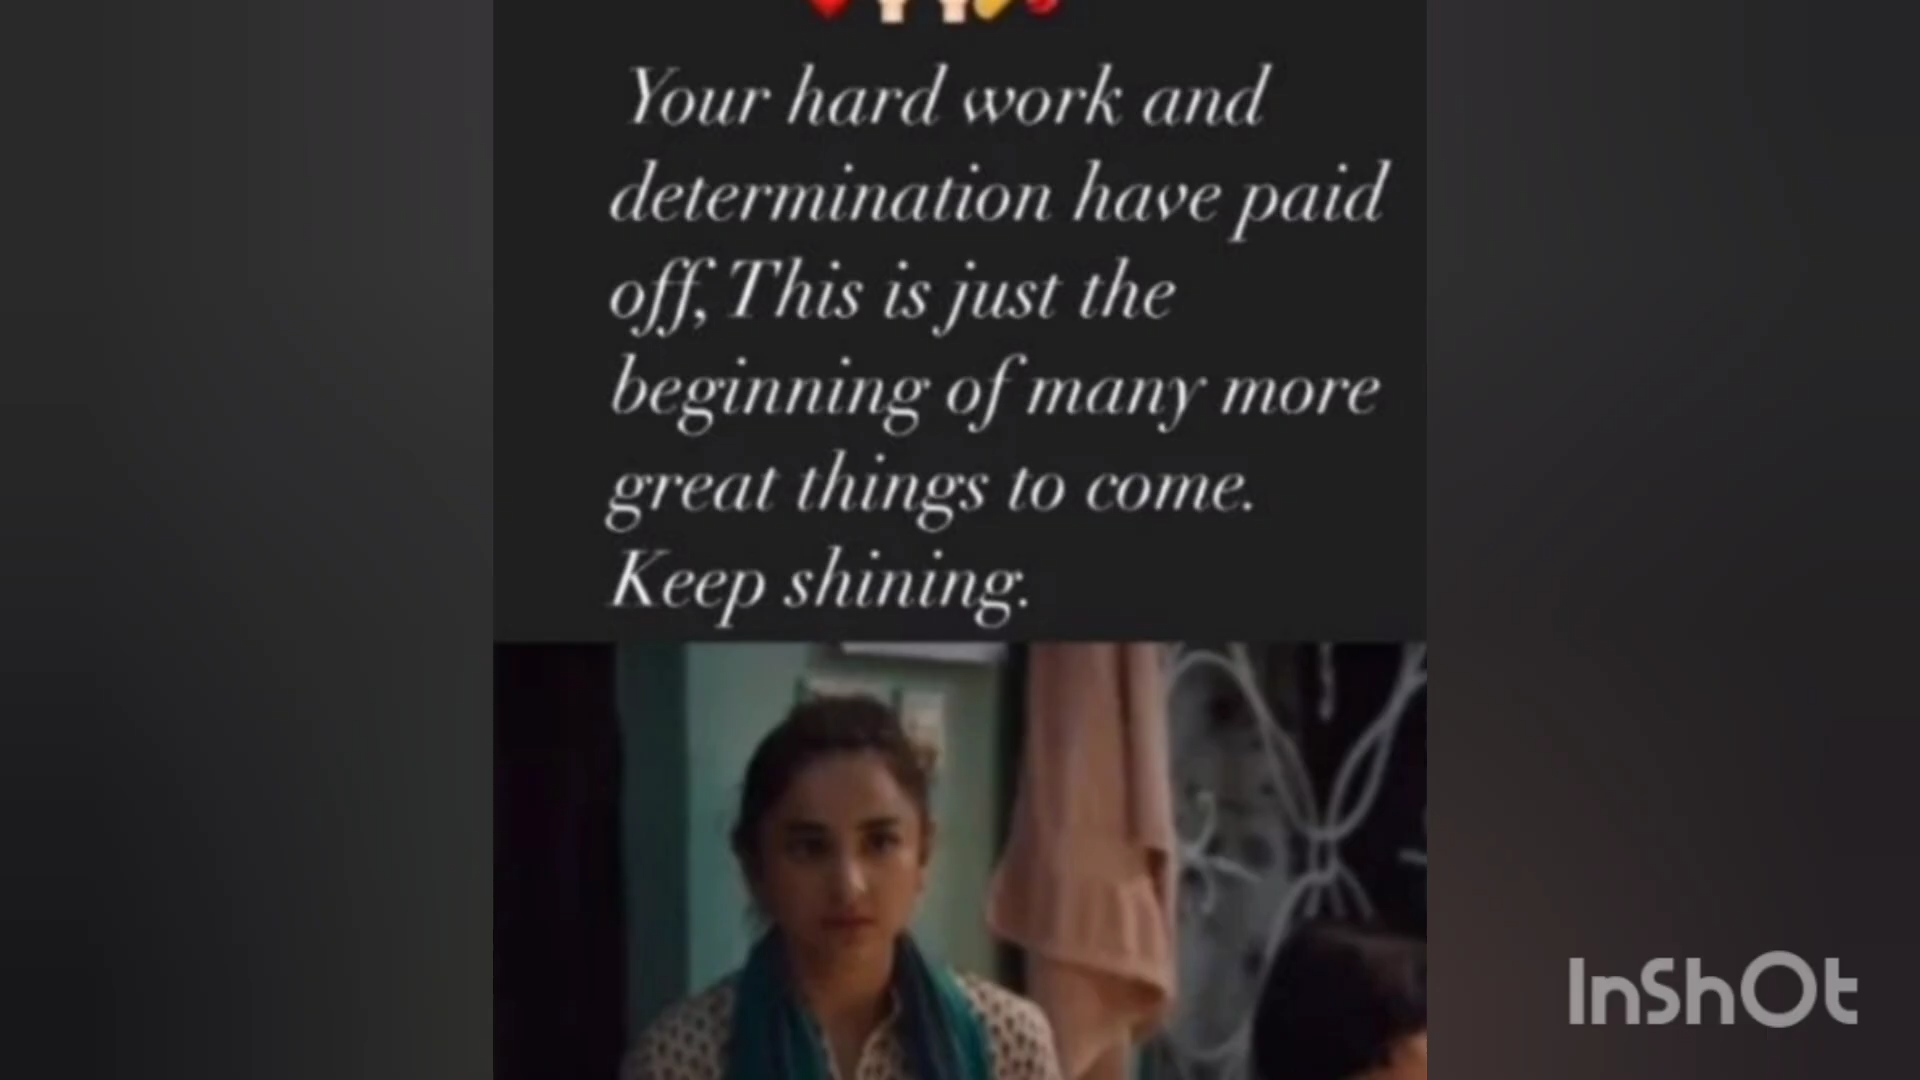 Your hard work and
determination have paid
off, This is just the
beginning of many more
great things to come.
Keep shining.
InShOt